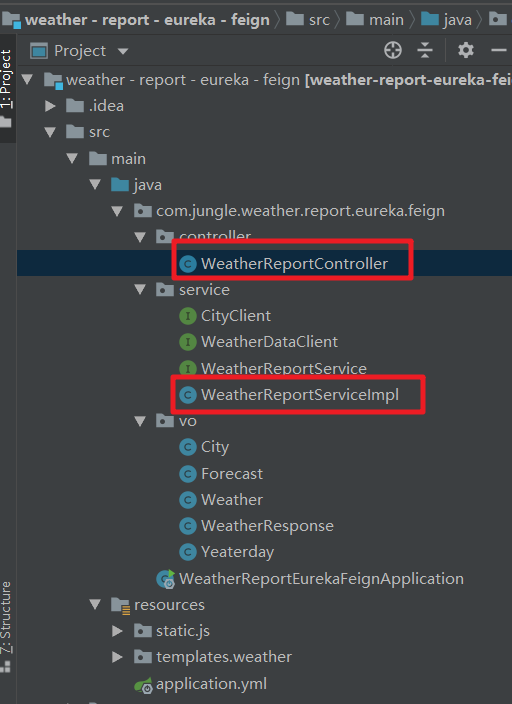 weather - report - eureka - feign src main java
Project
weather - report - eureka - feign [weather-report-eureka-fei
.idea
src
main
java
com.jungle.weather.report.eureka.feign
controller
WeatherReportController
service
CityClient
WeatherDataClient
WeatherReportService
WeatherReportServiceImpl
vo
City
Forecast
Weather
WeatherResponse
Yeaterday
WeatherReportEurekaFeignApplication
resources
static.js
templates.weather
application.yml
1: Project
7: Structure